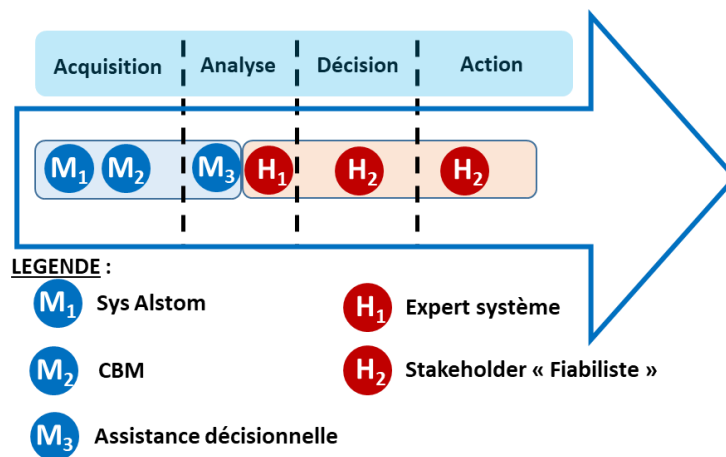 Acquisition Analyse Décision Action
M1 M2 M3 H1 H2 H2
LEGENDE :
M1 Sys Alstom
H1 Expert système
M2 CBM
H2 Stakeholder « Fiabiliste »
M3 Assistance décisionnelle